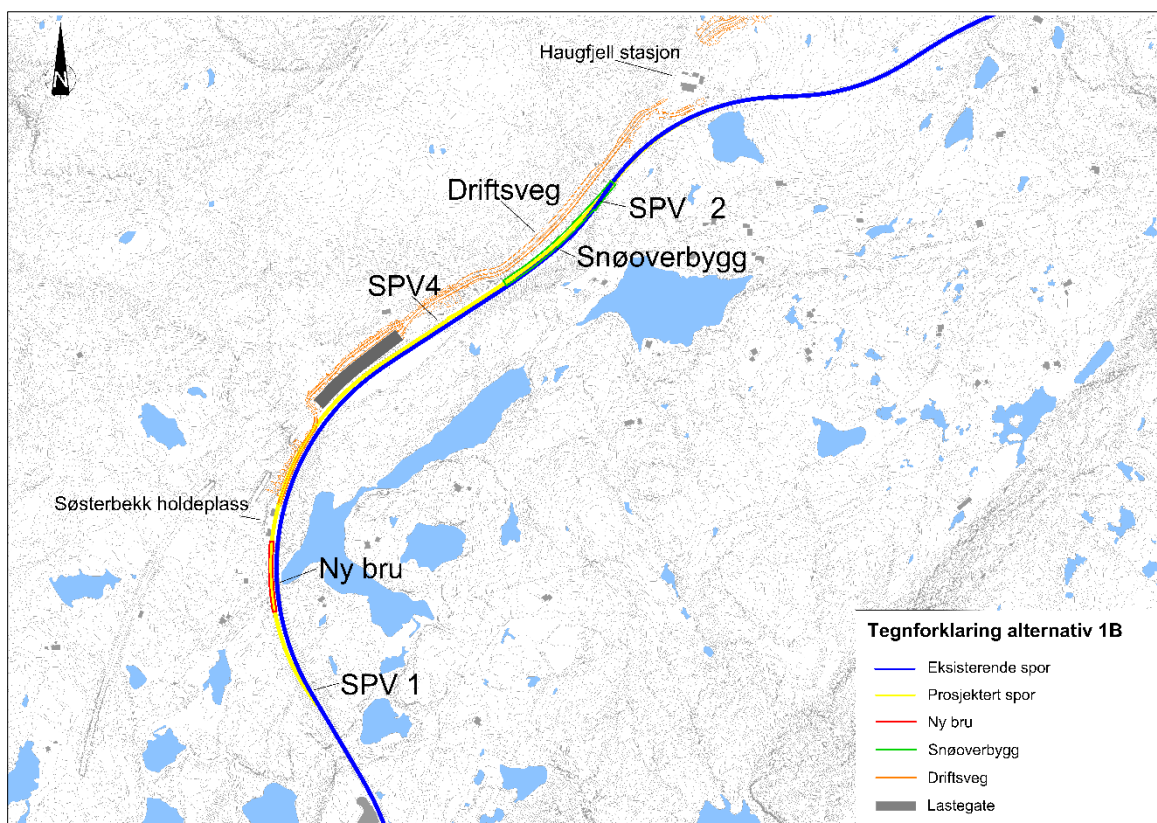 Haugfjell stasjon
N
Driftsveg
SPV 2
Snøoverbygg
SPV4
Søsterbekk holdeplass
Ny bru
SPV 1
Tegnforklaring alternativ 1B
Eksisterende spor
Prosjektert spor
Ny bru
Snøoverbygg
Driftsveg
Lastegate